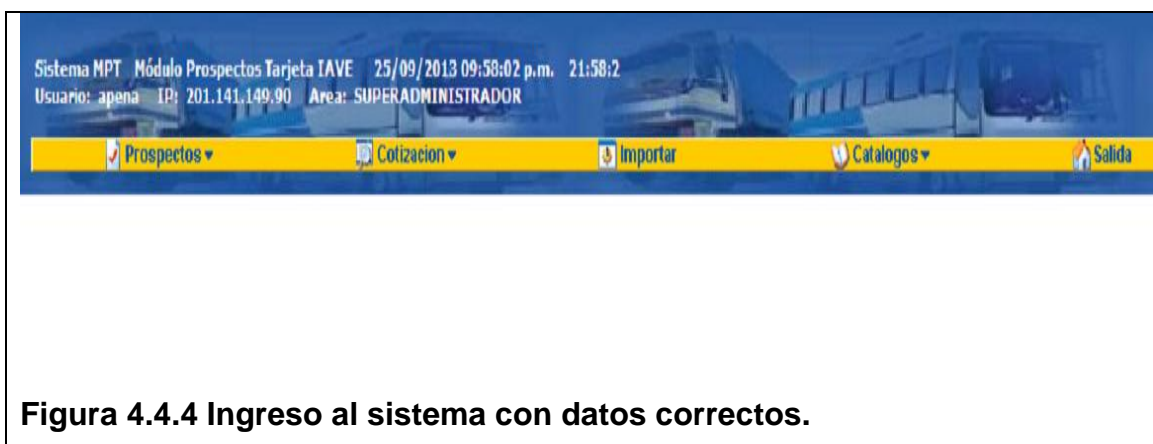 Sistema MPT Módulo Prospectos Tarjeta IAVE 25/09/2013 09:58:02 p.m. 21:58:2
Usuario: apena IP: 201.141.149.90 Area: SUPERADMINISTRADOR
Prospectos Cotizacion Importar Catalogos Salida
Figura 4.4.4 Ingreso al sistema con datos correctos.